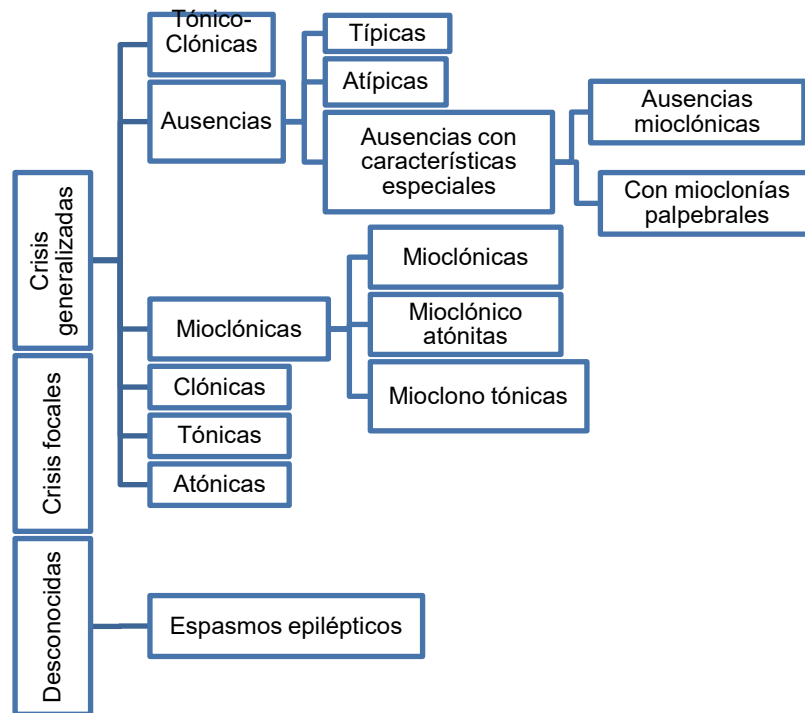 Crisis
generalizadas
Tónico-
Clónicas
Ausencias
Típicas
Atípicas
Ausencias con
características
especiales
Ausencias
mioclónicas
Con mioclonías
palpebrales
Mioclónicas
Mioclónicas
Mioclónico
atónitas
Mioclono tónicas
Clónicas
Tónicas
Atónicas
Crisis focales
Desconocidas
Espasmos epilépticos